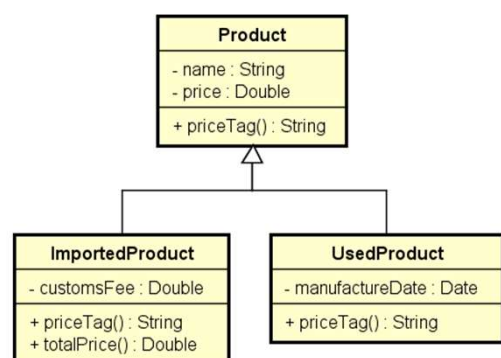 Product
- name : String
- price : Double
+ priceTag() : String
ImportedProduct
- customsFee : Double
+ priceTag() : String
+ totalPrice() : Double
UsedProduct
- manufactureDate : Date
+ priceTag() : String